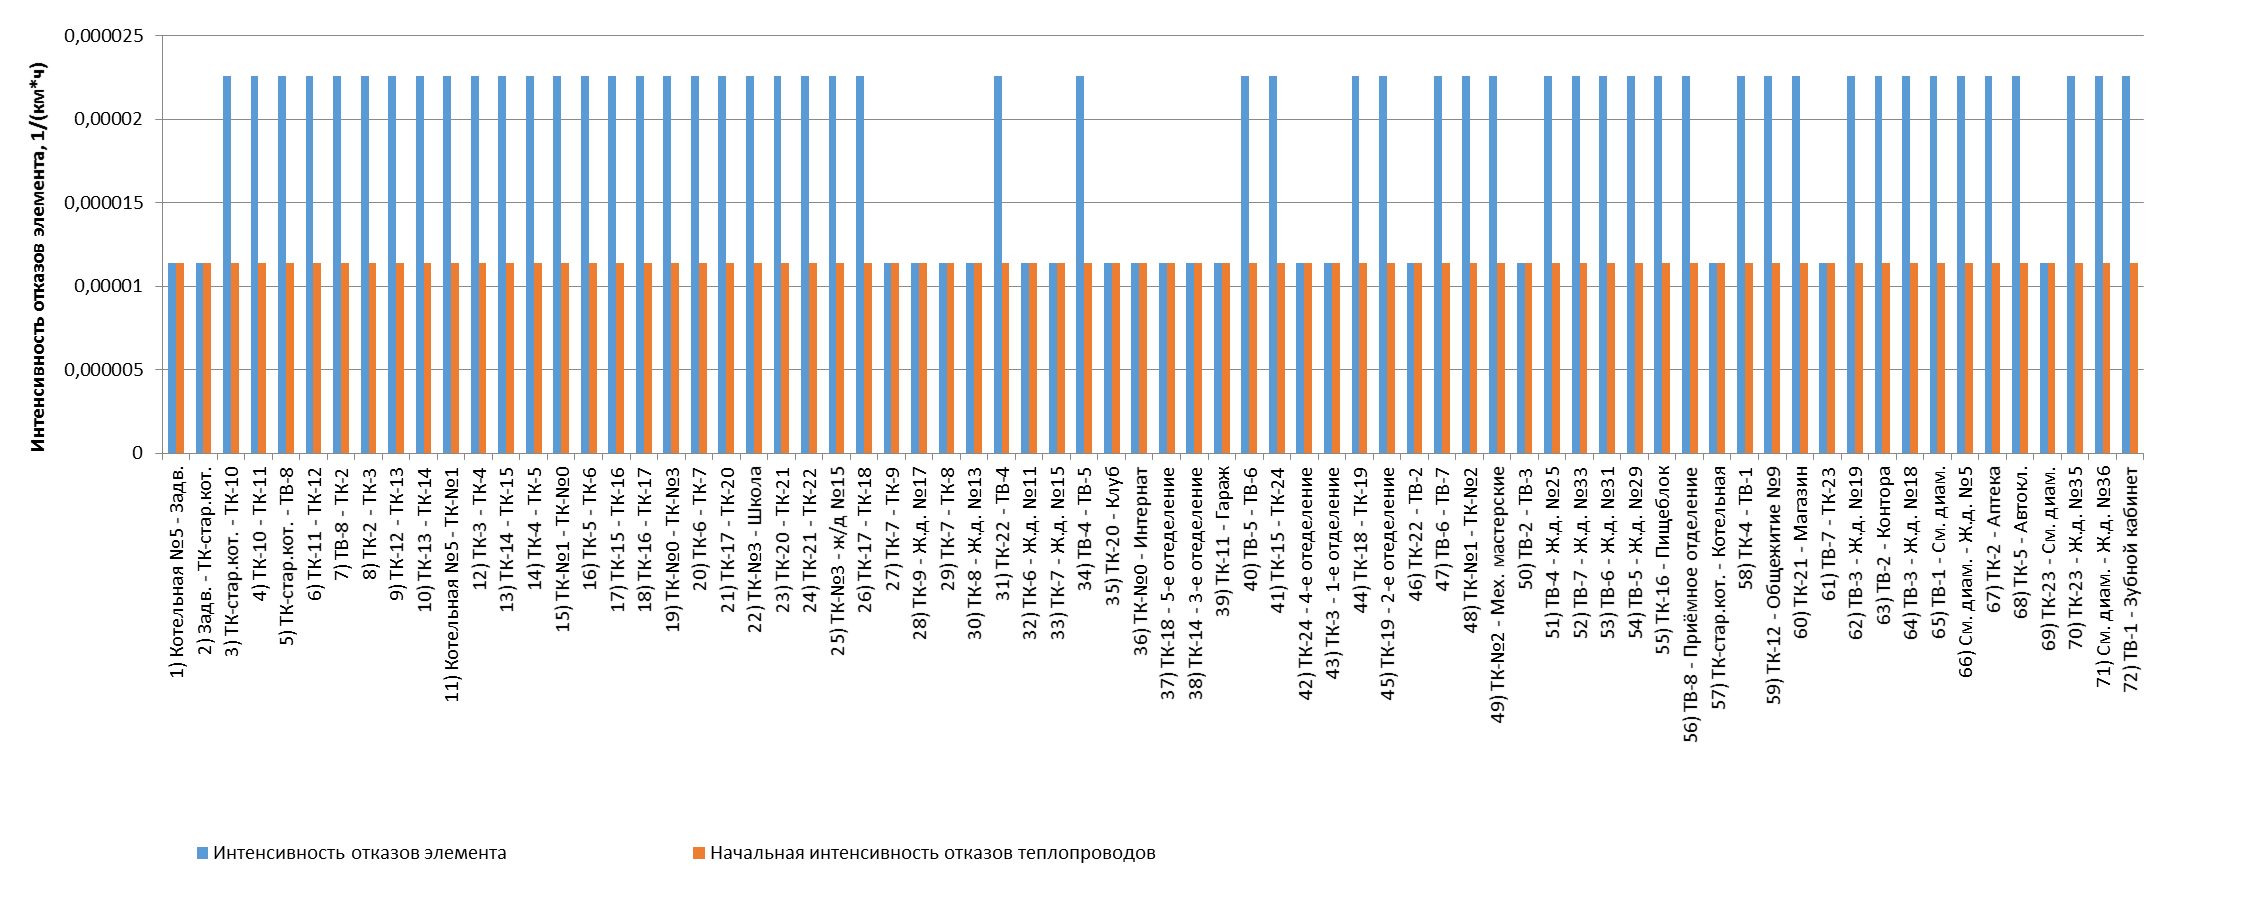 Интенсивность отказов элемента, 1/(км*ч)
0,000025
0,00002
0,000015
0,00001
0,000005
0
1) Котельная №5 - Задв.
2) Задв. - ТК-стар.кот.
3) ТК-стар.кот. - ТК-10
4) ТК-10 - ТК-11
5) ТК-стар.кот. - ТВ-8
6) ТК-11 - ТК-12
7) ТВ-8 - ТК-2
8) ТК-2 - ТК-3
9) ТК-12 - ТК-13
10) ТК-13 - ТК-14
11) Котельная №5 - ТК-№1
12) ТК-3 - ТК-4
13) ТК-14 - ТК-15
14) ТК-4 - ТК-5
15) ТК-№1 - ТК-№0
16) ТК-5 - ТК-6
17) ТК-15 - ТК-16
18) ТК-16 - ТК-17
19) ТК-№0 - ТК-№3
20) ТК-6 - ТК-7
21) ТК-17 - ТК-20
22) ТК-№3 - Школа
23) ТК-20 - ТК-21
24) ТК-21 - ТК-22
25) ТК-№3 - ж/д №15
26) ТК-17 - ТК-18
27) ТК-7 - ТК-9
28) ТК-9 - Ж.д. №17
29) ТК-7 - ТК-8
30) ТК-8 - Ж.д. №13
31) ТК-22 - ТВ-4
32) ТК-6 - Ж.д. №11
33) ТК-7 - Ж.д. №15
34) ТВ-4 - ТВ-5
35) ТК-20 - Клуб
36) ТК-№0 - Интернат
37) ТК-18 - 5-е отеделение
38) ТК-14 - 3-е отеделение
39) ТК-11 - Гараж
40) ТВ-5 - ТВ-6
41) ТК-15 - ТК-24
42) ТК-24 - 4-е отеделение
43) ТК-3 - 1-е отделение
44) ТК-18 - ТК-19
45) ТК-19 - 2-е отеделение
46) ТК-22 - ТВ-2
47) ТВ-6 - ТВ-7
48) ТК-№1 - ТК-№2
49) ТК-№2 - Мех. мастерские
50) ТВ-2 - ТВ-3
51) ТВ-4 - Ж.д. №25
52) ТВ-7 - Ж.д. №33
53) ТВ-6 - Ж.д. №31
54) ТВ-5 - Ж.д. №29
55) ТК-16 - Пищеблок
56) ТВ-8 - Приёмное отделение
57) ТК-стар.кот. - Котельная
58) ТК-4 - ТВ-1
59) ТК-12 - Общежитие №9
60) ТК-21 - Магазин
61) ТВ-7 - ТК-23
62) ТВ-3 - Ж.д. №19
63) ТВ-2 - Контора
64) ТВ-3 - Ж.д. №18
65) ТВ-1 - См. диам.
66) См. диам. - Ж.д. №5
67) ТК-2 - Аптека
68) ТК-5 - Автокл.
69) ТК-23 - См. диам.
70) ТК-23 - Ж.д. №35
71) См. диам. - Ж.д. №36
72) ТВ-1 - Зубной кабинет
Интенсивность отказов элемента
Начальная интенсивность отказов теплопроводов